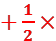 + 1/2 ×